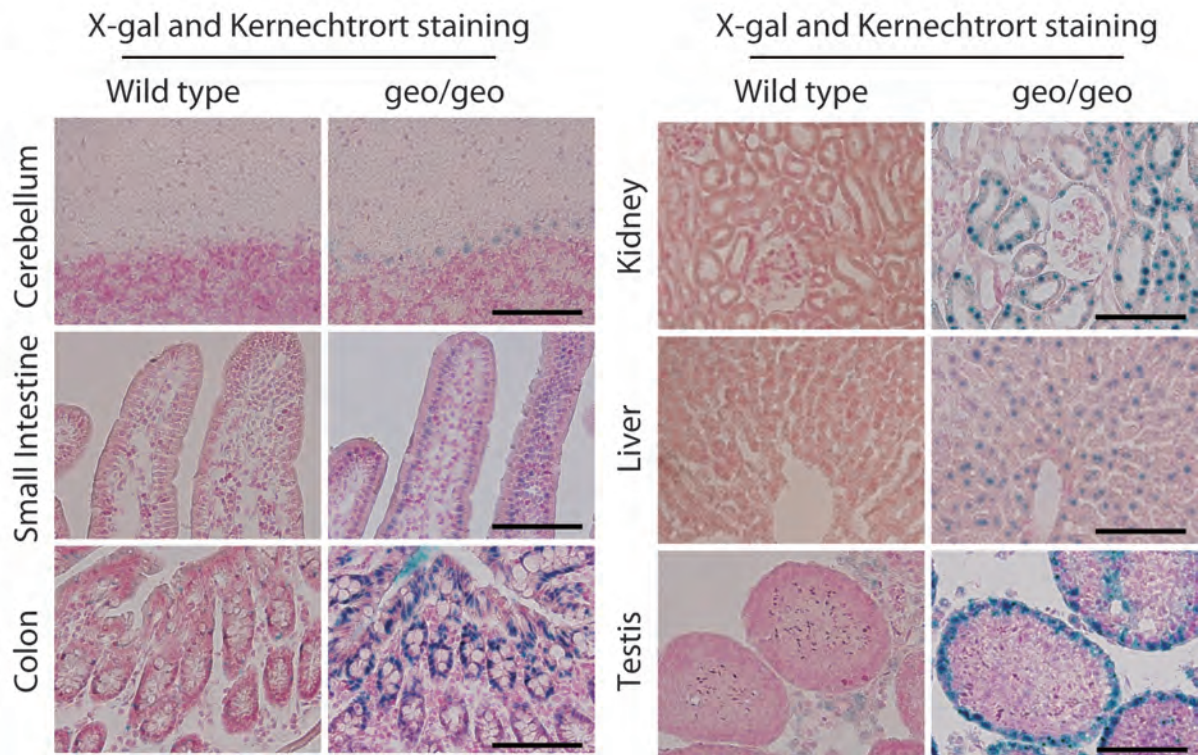 X-gal and Kernechtrort staining
Wild type geo/geo
Cerebellum
Small Intestine
Colon
X-gal and Kernechtrort staining
Wild type geo/geo
Kidney
Liver
Testis